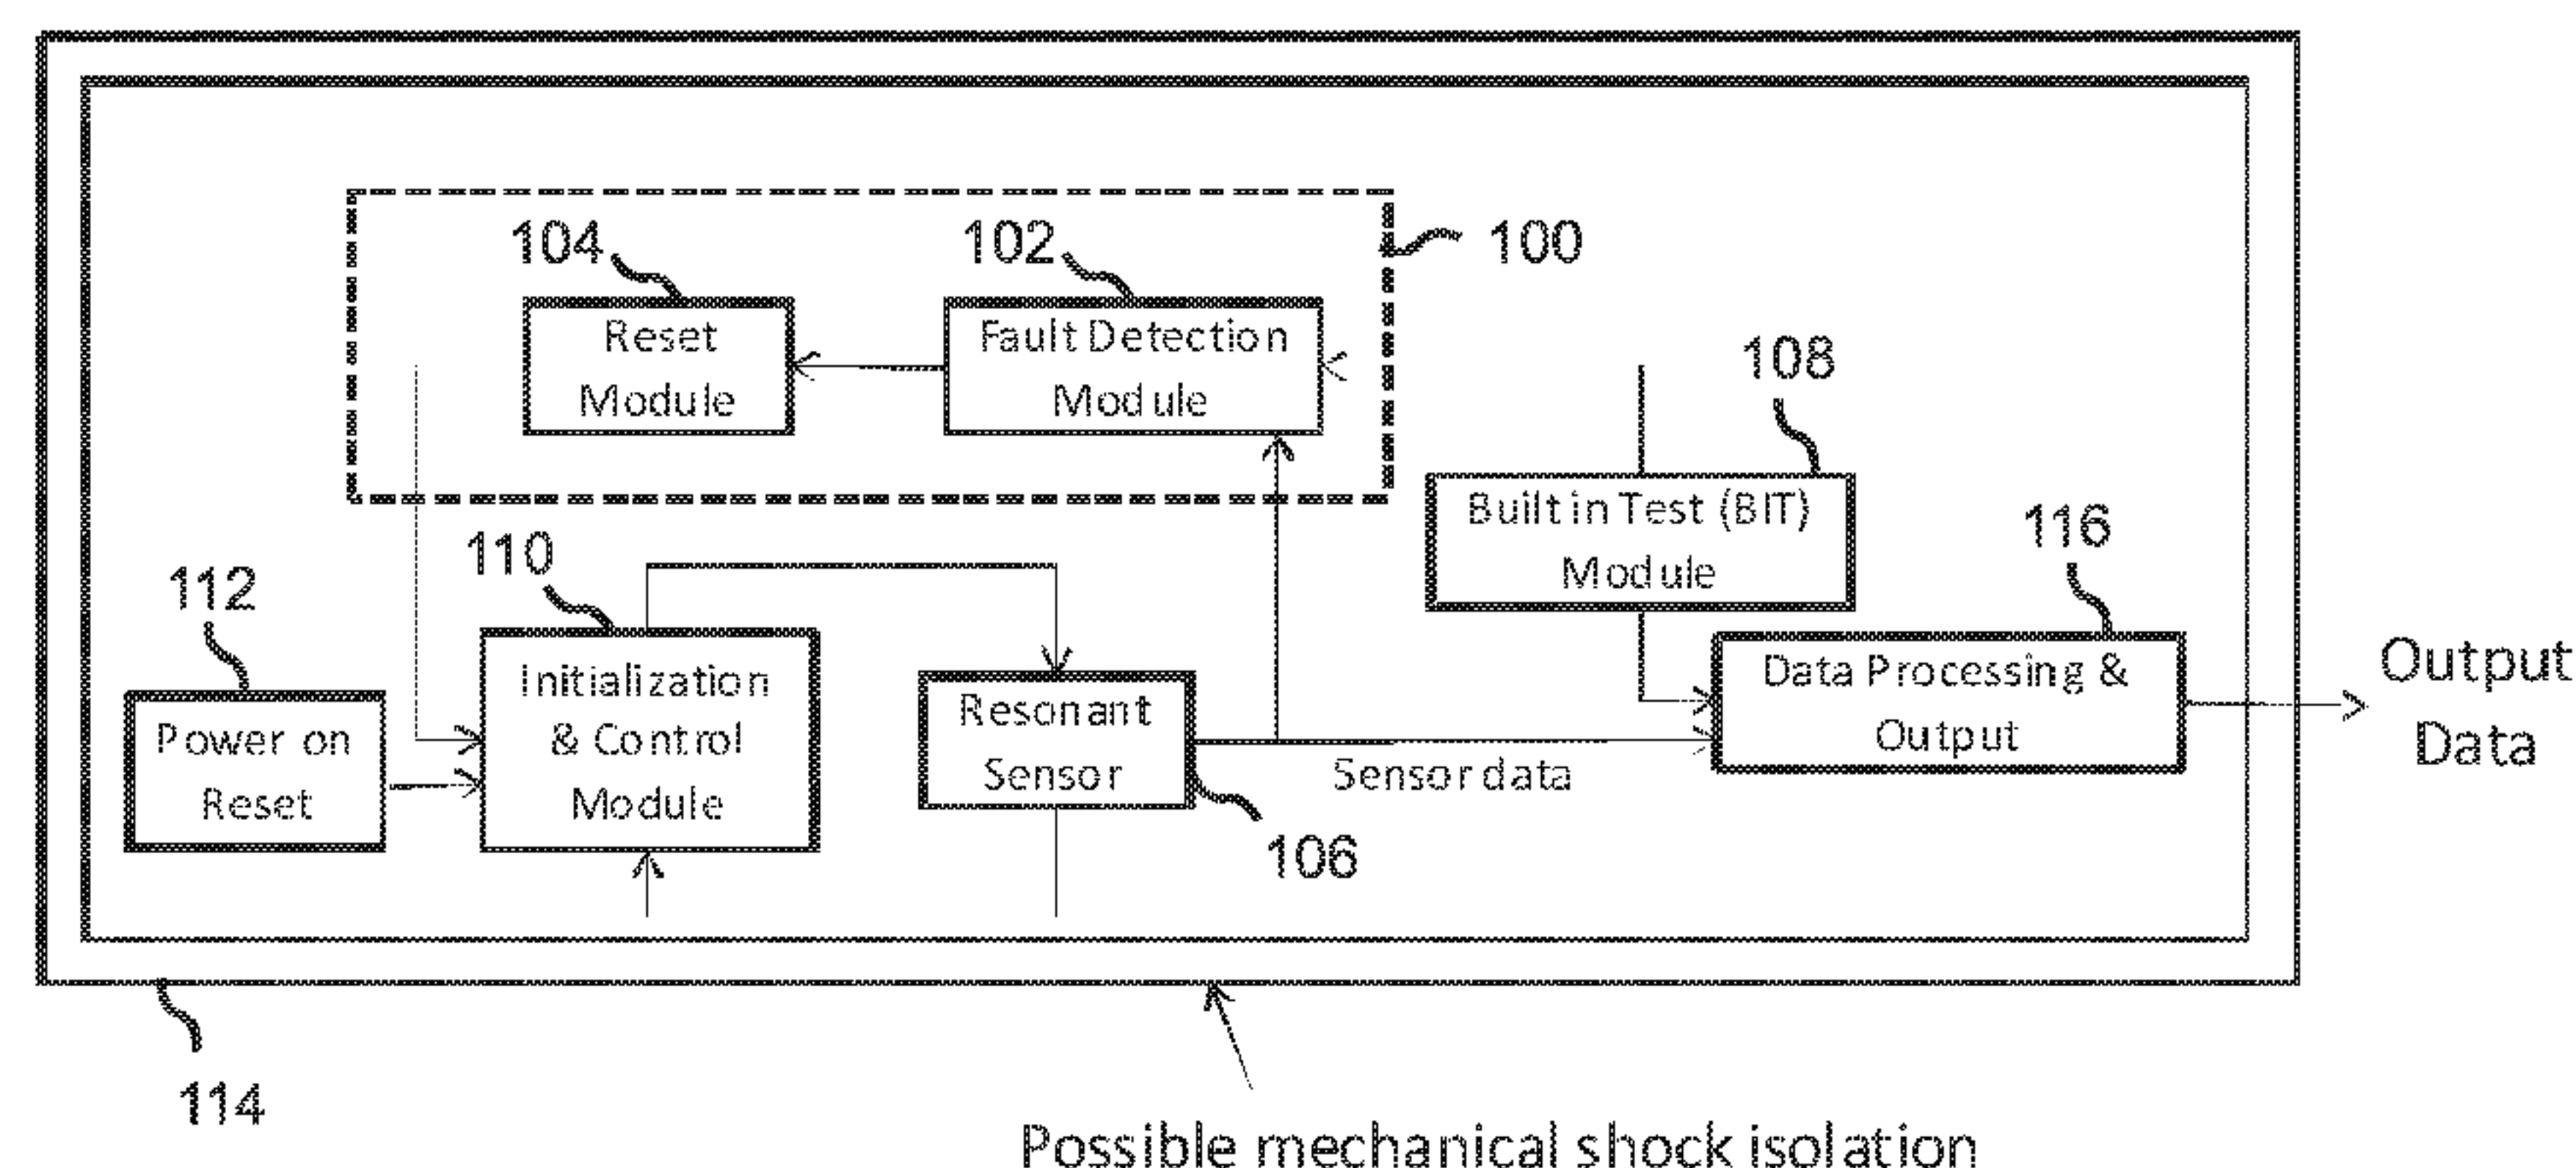 104
102
100
Reset
Module
Fault Detection
Module
108
Built in Test (BIT)
Module
116
110
112
Initialization
& Control
Module
Power on
Reset
Resonant
Sensor
Data Processing &
Output
Sensor data
Output
Data
106
114
Possible mechanical shock isolation